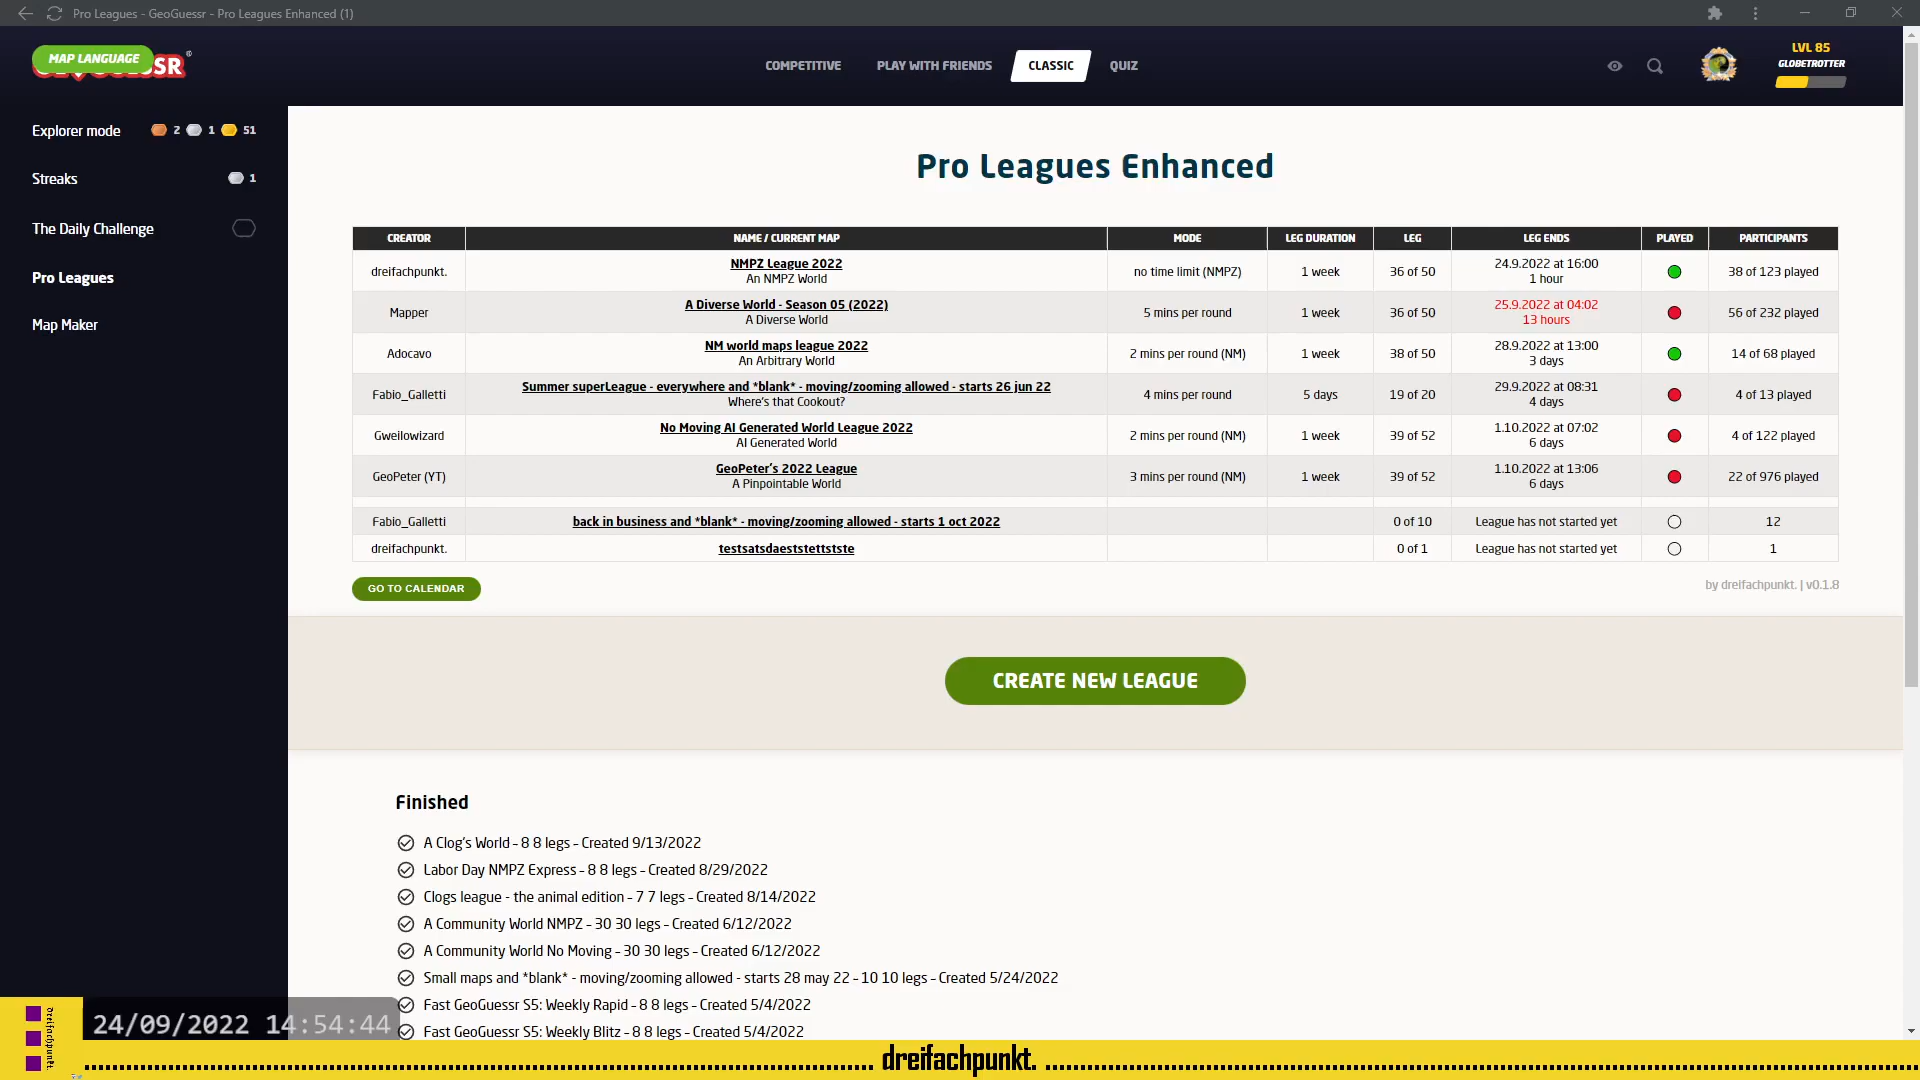 Pro Leagues - GeoGuessr - Pro Leagues Enhanced (1)
MAP LANGUAGE
COMPETITIVE
PLAY WITH FRIENDS
CLASSIC
QUIZ
LVL 85
GLOBETROTTER
Explorer mode 2 1 51
Streaks 1
The Daily Challenge
Pro Leagues
Map Maker
Pro Leagues Enhanced
CREATOR NAME / CURRENT MAP MODE LEG DURATION LEG LEG ENDS PLAYED PARTICIPANTS
dreifachpunkt. NMPZ League 2022 An NMPZ World no time limit (NMPZ) 1 week 36 of 50 24.9.2022 at 16:00 1 hour 38 of 123 played
Mapper A Diverse World - Season 05 (2022) A Diverse World 5 mins per round 1 week 36 of 50 25.9.2022 at 04:02 13 hours 56 of 232 played
Adocavo NM world maps league 2022 An Arbitrary World 2 mins per round (NM) 1 week 38 of 50 28.9.2022 at 13:00 3 days 14 of 68 played
Fabio_Galletti Summer superLeague - everywhere and *blank* - moving/zooming allowed - starts 26 jun 22 Where's that Cookout? 4 mins per round 5 days 19 of 20 29.9.2022 at 08:31 4 days 4 of 13 played
Gweilowizard No Moving AI Generated World League 2022 AI Generated World 2 mins per round (NM) 1 week 39 of 52 1.10.2022 at 07:02 6 days 4 of 122 played
GeoPeter (YT) GeoPeter's 2022 League A Pinpointable World 3 mins per round (NM) 1 week 39 of 52 1.10.2022 at 13:06 6 days 22 of 976 played
Fabio_Galletti back in business and *blank* - moving/zooming allowed - starts 1 oct 2022 0 of 10 League has not started yet 12
dreifachpunkt. testsatsdaeststettstste 0 of 1 League has not started yet 1
GO TO CALENDAR
by dreifachpunkt. | v0.1.8
CREATE NEW LEAGUE
Finished
A Clog's World – 8 8 legs – Created 9/13/2022
Labor Day NMPZ Express – 8 8 legs – Created 8/29/2022
Clogs league - the animal edition – 7 7 legs – Created 8/14/2022
A Community World NMPZ – 30 30 legs – Created 6/12/2022
A Community World No Moving – 30 30 legs – Created 6/12/2022
Small maps and *blank* - moving/zooming allowed - starts 28 may 22 – 10 10 legs – Created 5/24/2022
Fast GeoGuessr S5: Weekly Rapid – 8 8 legs – Created 5/4/2022
Fast GeoGuessr S5: Weekly Blitz – 8 8 legs – Created 5/4/2022
dreifachpunkt.
24/09/2022 14:54:44
dreifachpunkt.